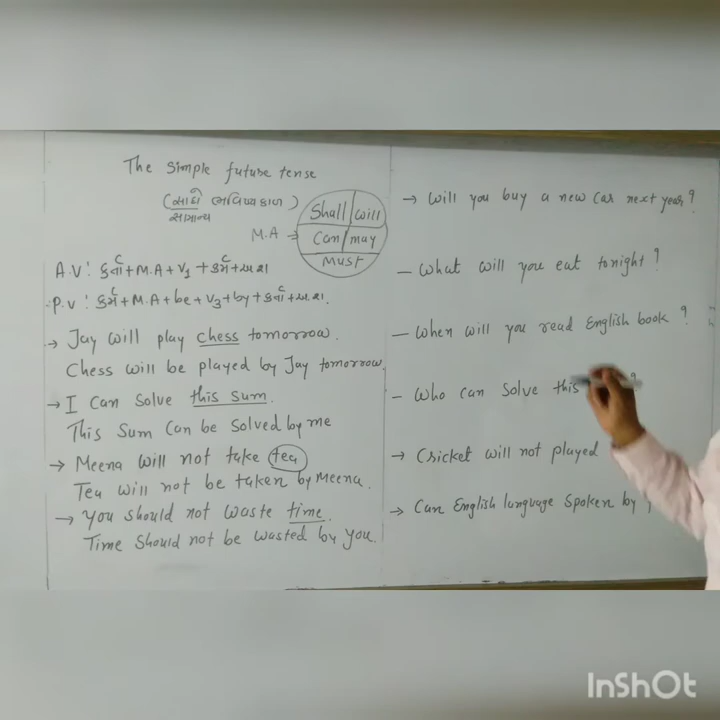 The Simple future tense
(સાદો ભવિષ્યકાળ)
સામાન્ય
M.A →
Shall will
Can may
Must
A.V: કર્તા + M.A + V1 + કર્મ + અ.શ
P.V: કર્મ + M.A + be + V3 + by + કર્તા + અ.શ.
→ Jay will play chess tomorrow.
Chess will be played by Jay tomorrow.
→ I can solve this sum.
This Sum Can be Solved by me
→ Meena will not take tea
Tea will not be taken by Meena.
→ You should not waste time.
Time should not be wasted by you.
→ Will you buy a new car next year?
– What will you eat tonight?
– When will you read English book?
– Who can solve this ?
→ Cricket will not played
→ Can English language Spoken by
InShOt